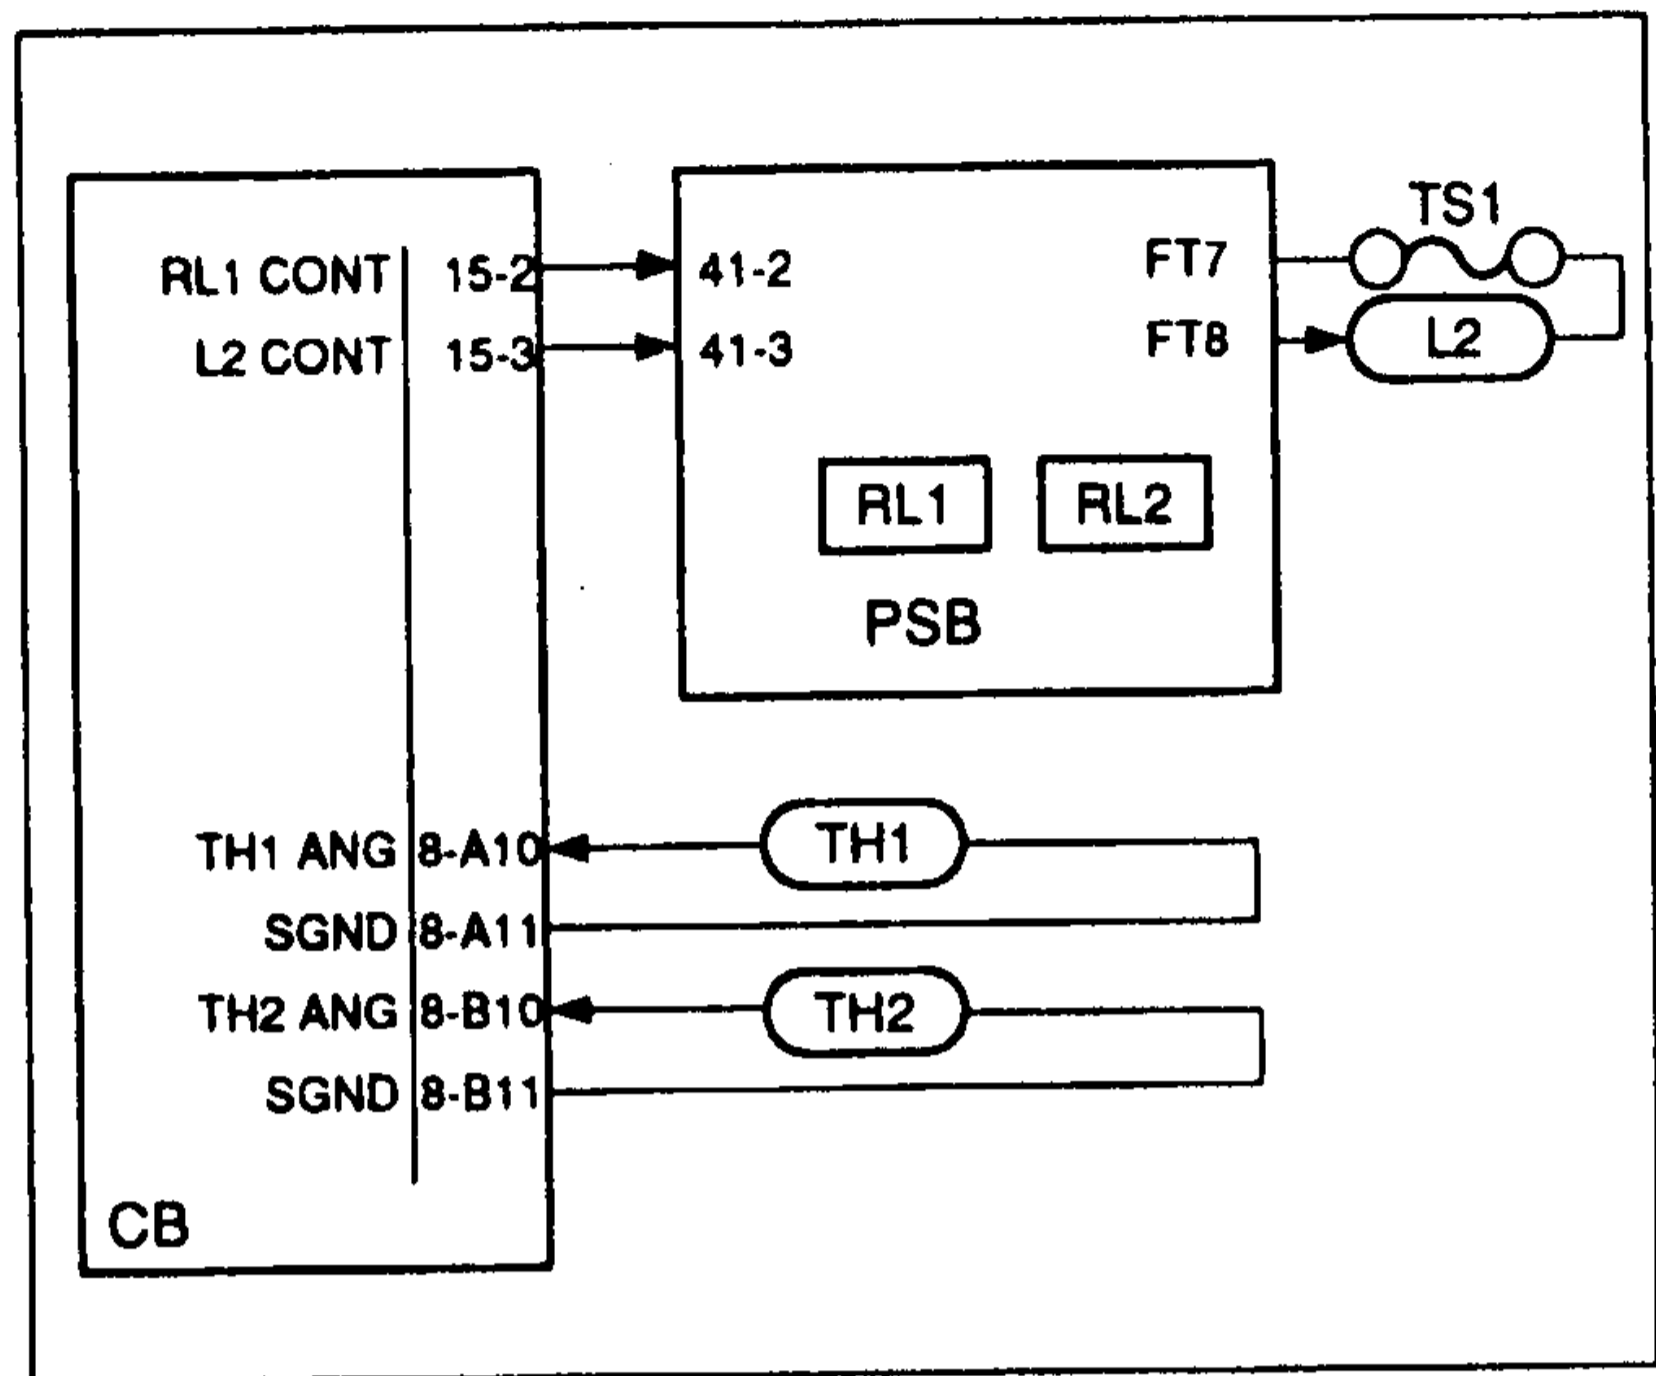 RL1 CONT 15-2
L2 CONT 15-3
41-2
41-3
FT7
FT8
TS1
L2
RL1 RL2
PSB
TH1 ANG 8-A10
SGND 8-A11
TH2 ANG 8-B10
SGND 8-B11
TH1
TH2
CB